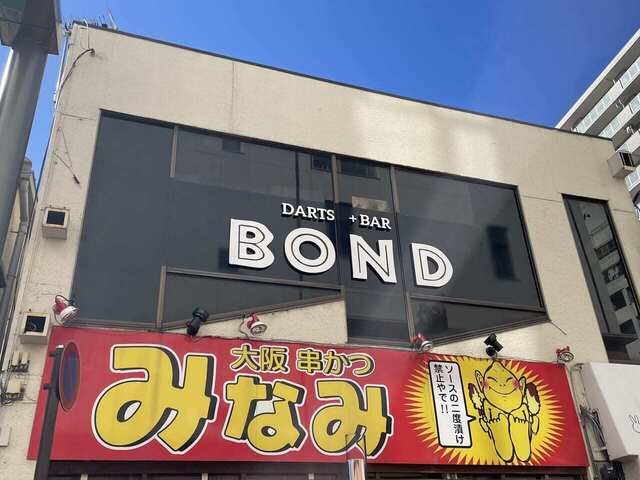 DARTS + BAR
BOND
大阪 串かつ
みなみ
ソースの二度漬け
禁止やで!!